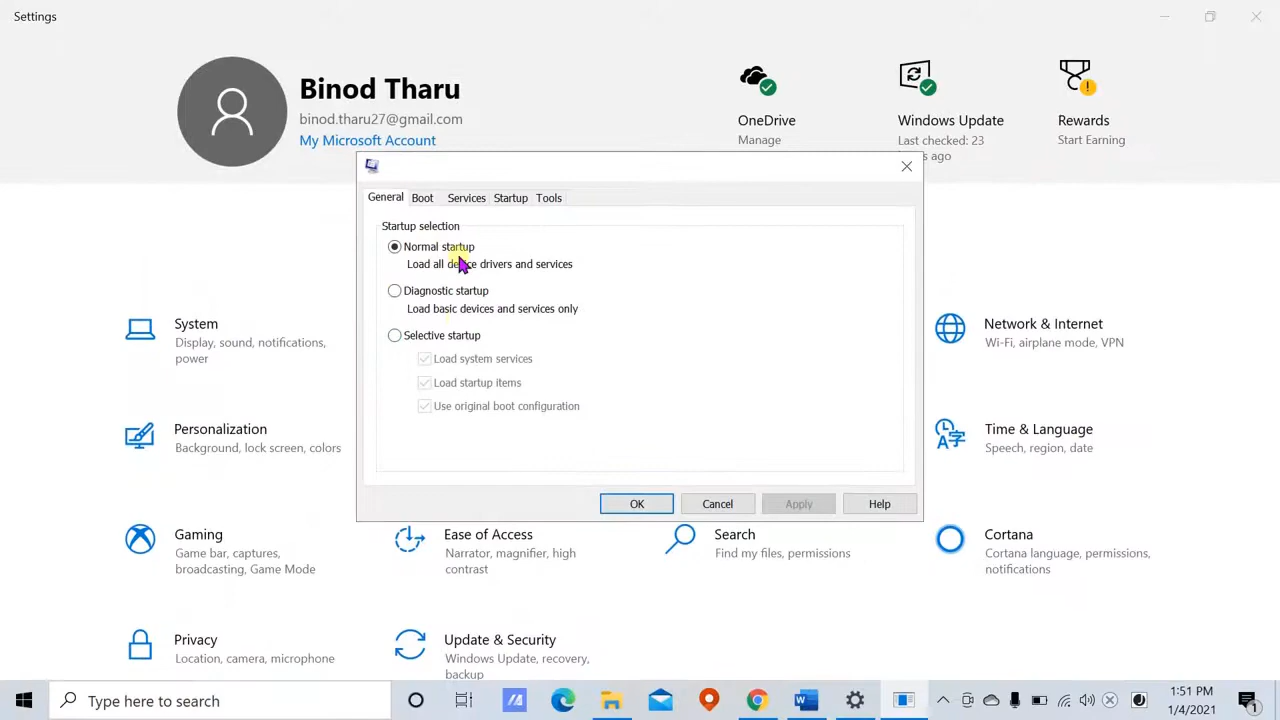 Settings
Binod Tharu
binod.tharu27@gmail.com
My Microsoft Account
OneDrive
Manage
Windows Update
Last checked: 23
Rewards
Start Earning
General
Boot
Services
Startup
Tools
Startup selection
Normal startup
Load all device drivers and services
Diagnostic startup
Load basic devices and services only
Selective startup
Load system services
Load startup items
Use original boot configuration
OK
Cancel
Apply
Help
System
Display, sound, notifications,
power
Network & Internet
Wi-Fi, airplane mode, VPN
Personalization
Background, lock screen, colors
Time & Language
Speech, region, date
Gaming
Game bar, captures,
broadcasting, Game Mode
Ease of Access
Narrator, magnifier, high
contrast
Search
Find my files, permissions
Cortana
Cortana language, permissions,
notifications
Privacy
Location, camera, microphone
Update & Security
Windows Update, recovery,
backup
Type here to search
1:51 PM
1/4/2021
1